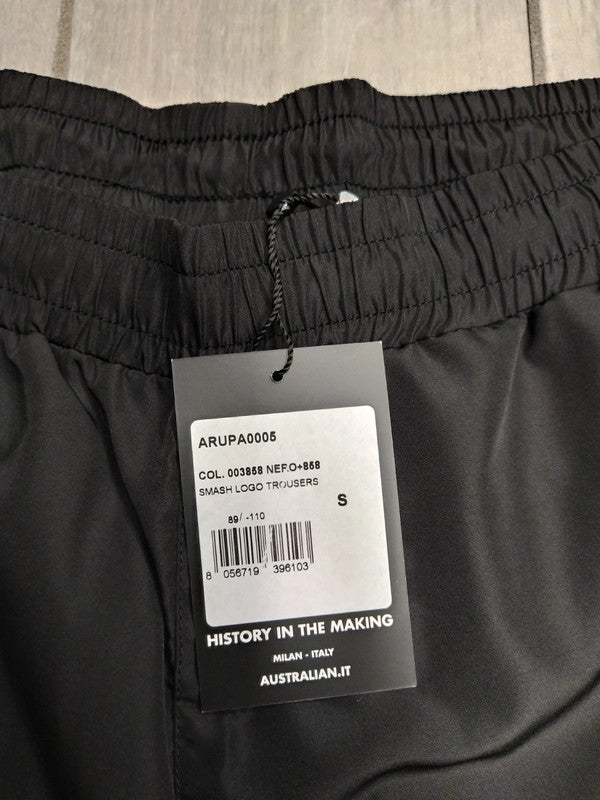 ARUPA0005
COL. 003858 NERO+858
SMASH LOGO TROUSERS
S
89/ -110
8 056719 396103
HISTORY IN THE MAKING
MILAN - ITALY
AUSTRALIAN.IT